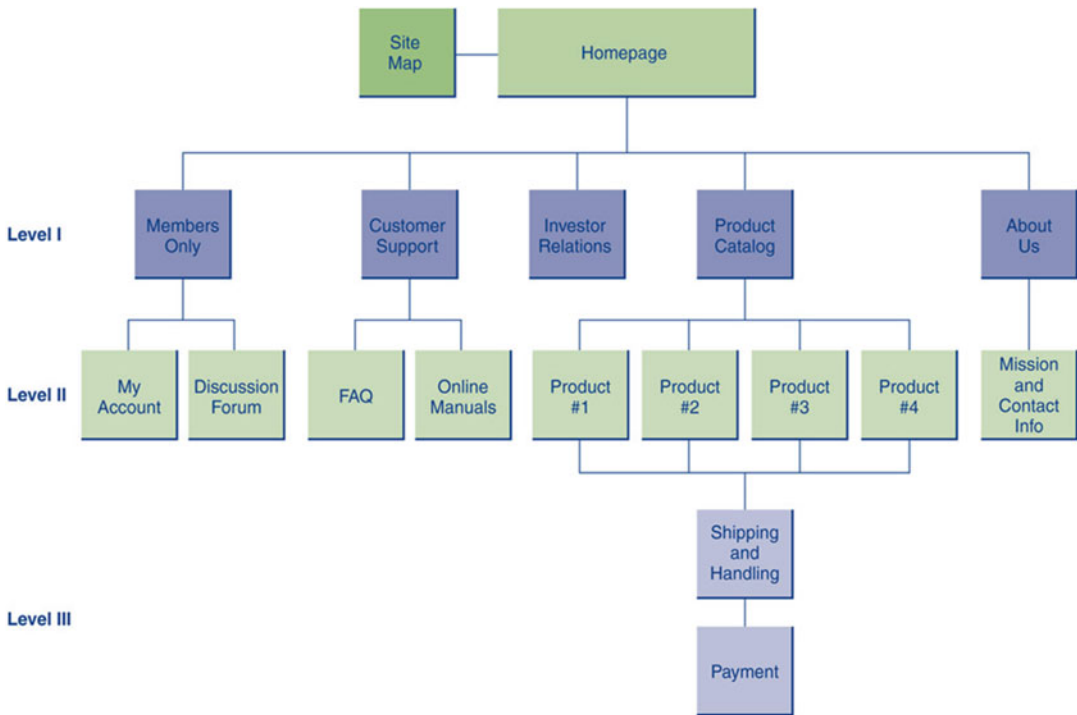 Site
Map
Homepage
Level I
Members
Only
Customer
Support
Investor
Relations
Product
Catalog
About
Us
Level II
My
Account
Discussion
Forum
FAQ
Online
Manuals
Product
#1
Product
#2
Product
#3
Product
#4
Mission
and
Contact
Info
Level III
Shipping
and
Handling
Payment